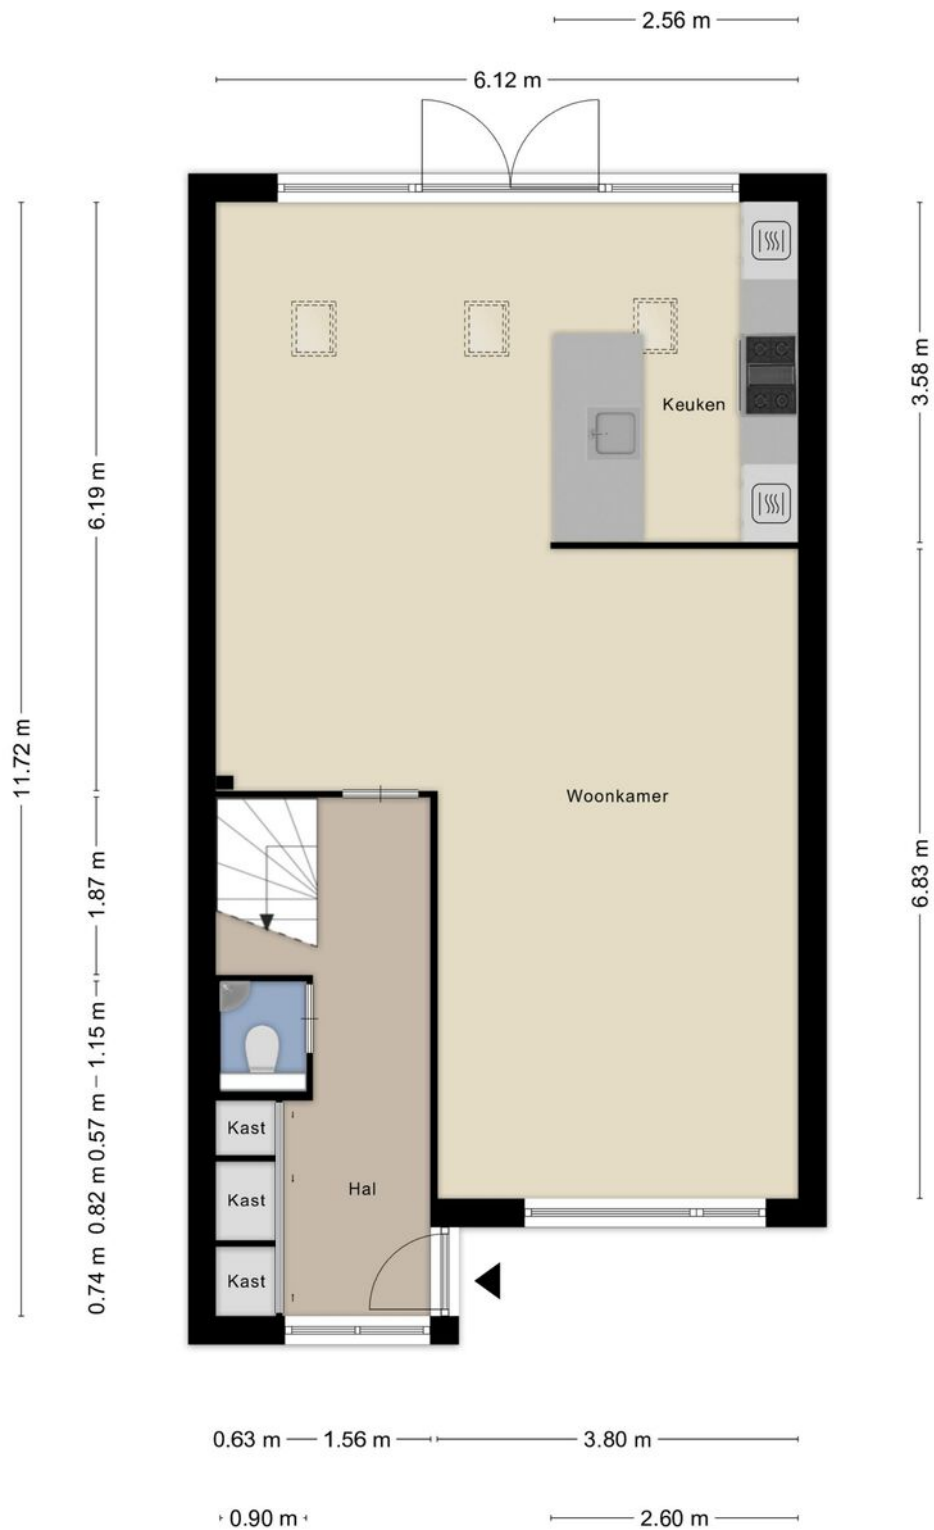 2.56 m
6.12 m
3.58 m
Keuken
6.19 m
11.72 m
Woonkamer
6.83 m
1.87 m
1.15 m
0.57 m
Kast
0.82 m
Kast
Hal
0.74 m
Kast
0.63 m
1.56 m
3.80 m
0.90 m
2.60 m